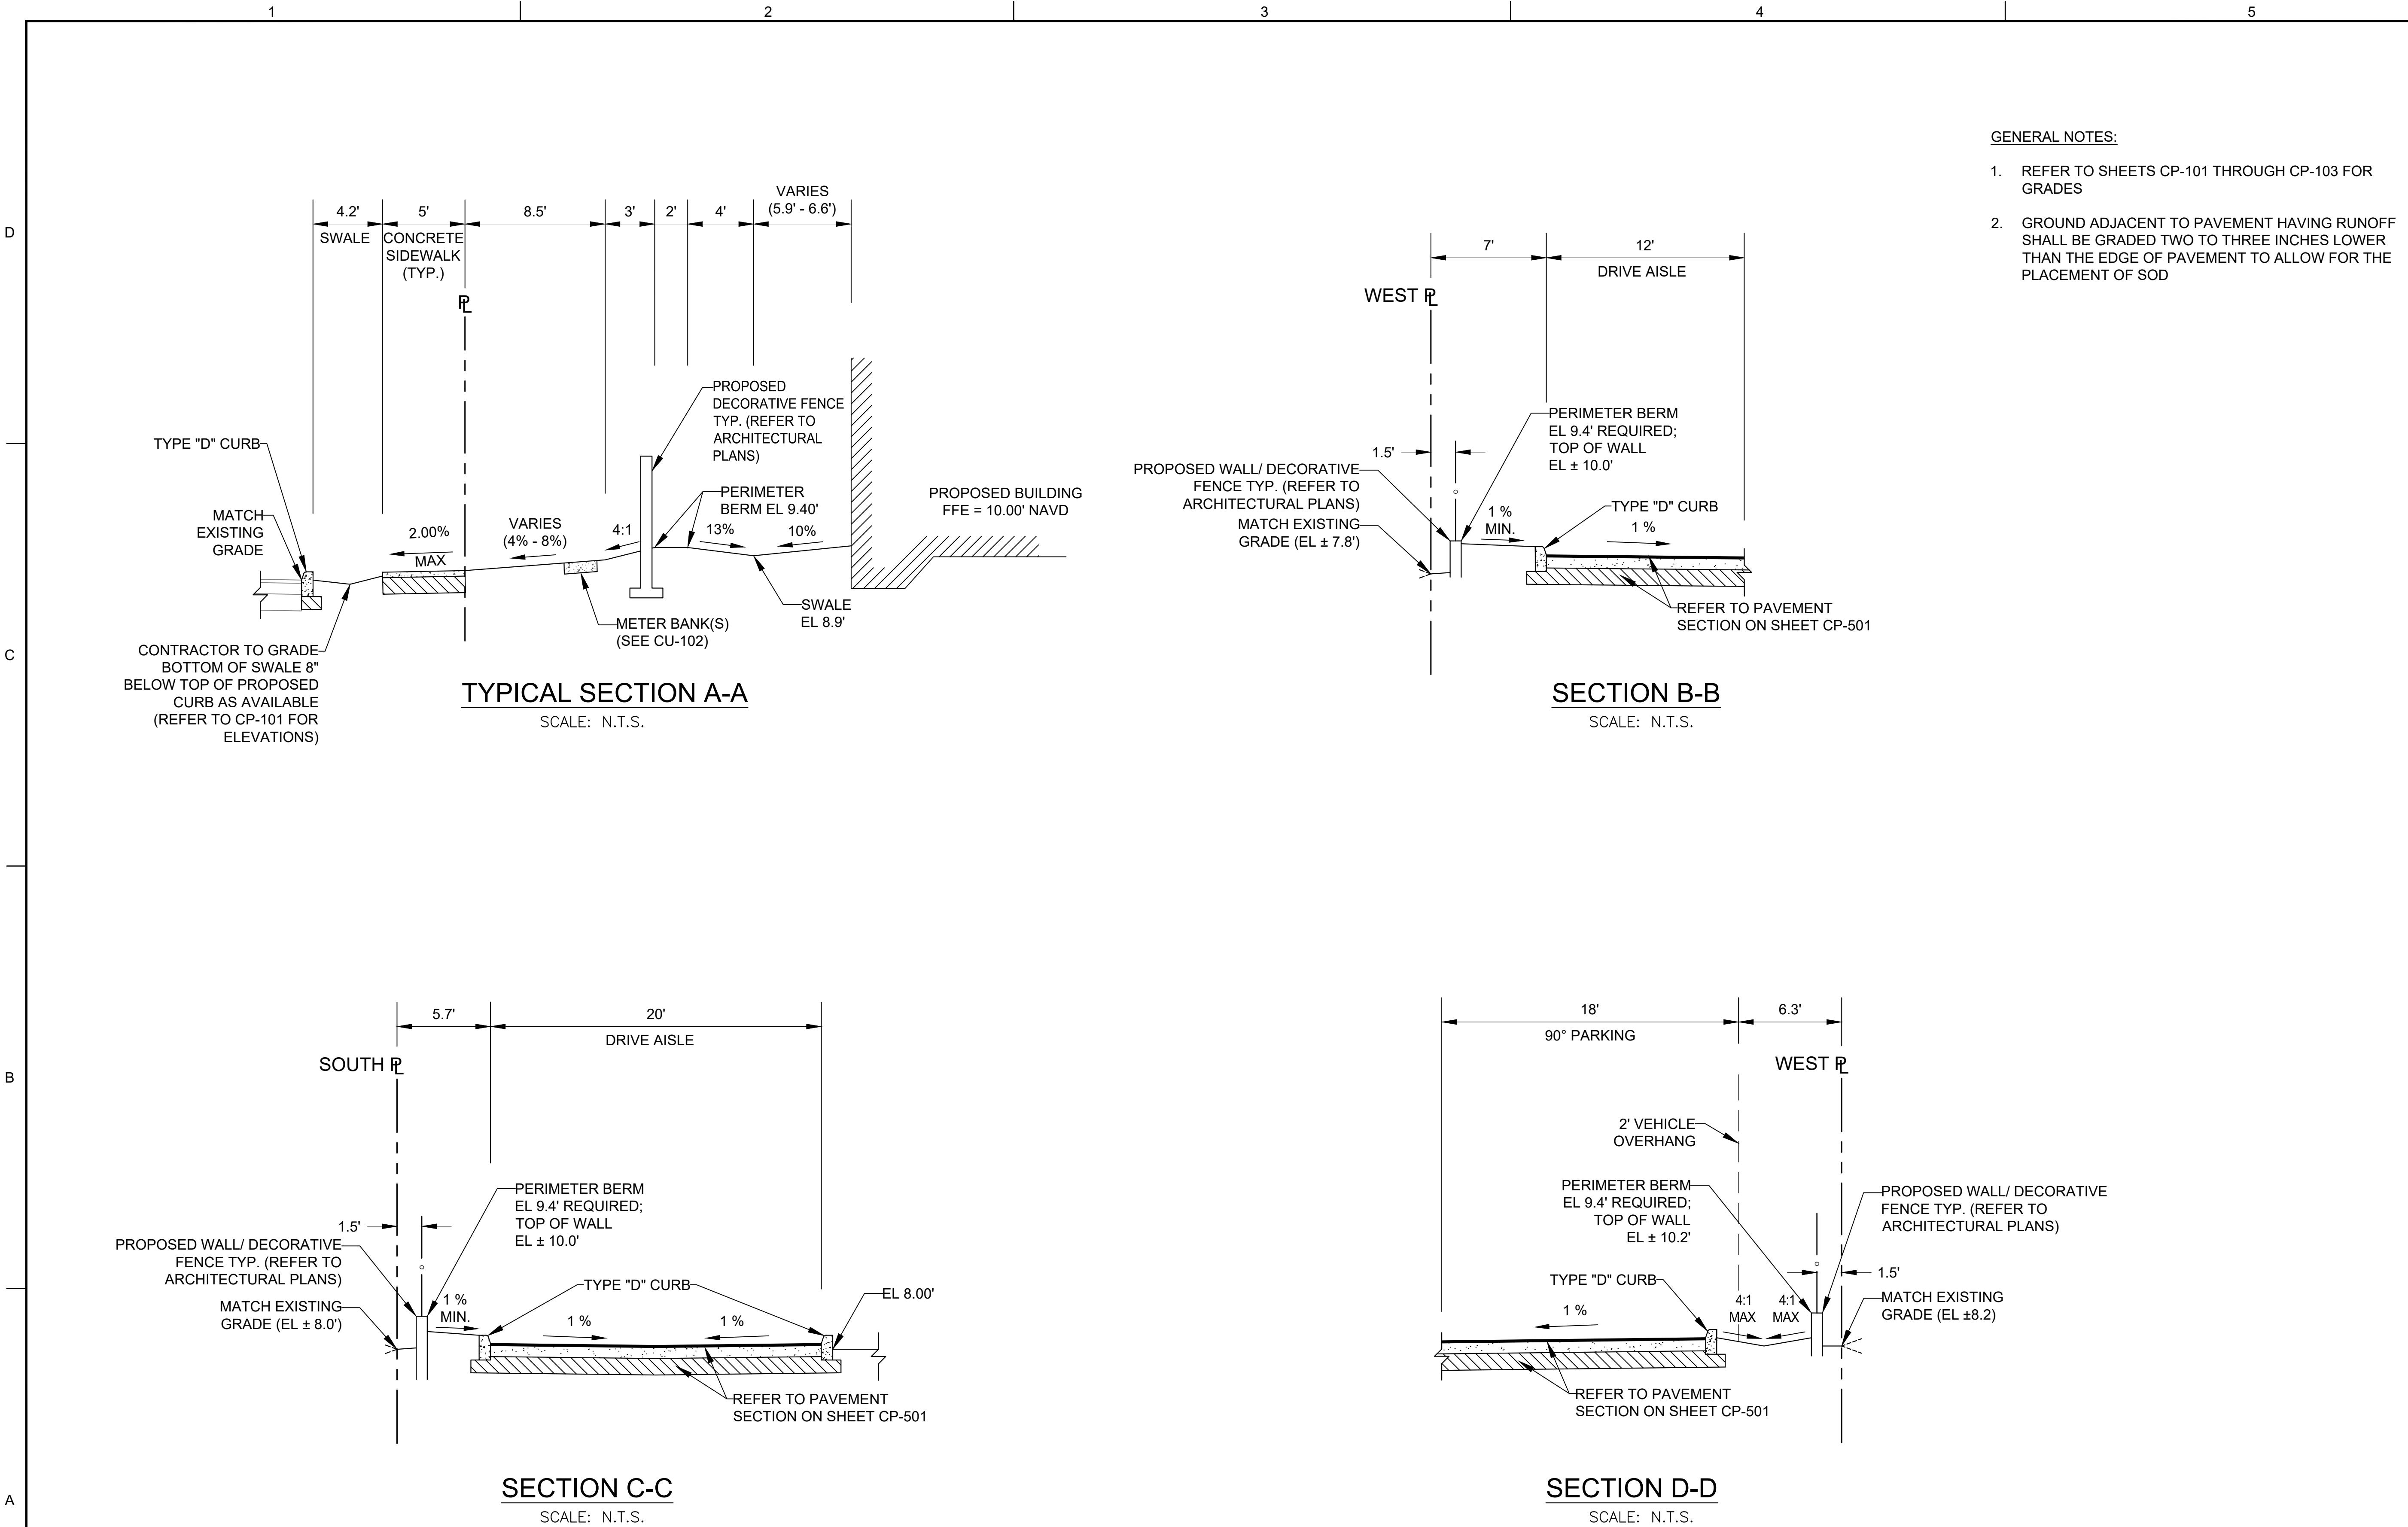 1
2
3
4
5
D
C
B
A
GENERAL NOTES:
1. REFER TO SHEETS CP-101 THROUGH CP-103 FOR
GRADES
2. GROUND ADJACENT TO PAVEMENT HAVING RUNOFF
SHALL BE GRADED TWO TO THREE INCHES LOWER
THAN THE EDGE OF PAVEMENT TO ALLOW FOR THE
PLACEMENT OF SOD
4.2'
5'
8.5'
3'
2'
4'
VARIES
(5.9' - 6.6')
SWALE
CONCRETE
SIDEWALK
(TYP.)
PL
PROPOSED
DECORATIVE FENCE
TYP. (REFER TO
ARCHITECTURAL
PLANS)
TYPE "D" CURB
MATCH
EXISTING
GRADE
2.00%
MAX
VARIES
(4% - 8%)
4:1
PERIMETER
BERM EL 9.40'
13%
10%
PROPOSED BUILDING
FFE = 10.00' NAVD
SWALE
EL 8.9'
METER BANK(S)
(SEE CU-102)
CONTRACTOR TO GRADE
BOTTOM OF SWALE 8"
BELOW TOP OF PROPOSED
CURB AS AVAILABLE
(REFER TO CP-101 FOR
ELEVATIONS)
TYPICAL SECTION A-A
SCALE: N.T.S.
7'
12'
DRIVE AISLE
WEST PL
PERIMETER BERM
EL 9.4' REQUIRED;
TOP OF WALL
EL ± 10.0'
1.5'
PROPOSED WALL/ DECORATIVE
FENCE TYP. (REFER TO
ARCHITECTURAL PLANS)
MATCH EXISTING
GRADE (EL ± 7.8')
1 %
MIN.
TYPE "D" CURB
1 %
REFER TO PAVEMENT
SECTION ON SHEET CP-501
SECTION B-B
SCALE: N.T.S.
5.7'
20'
DRIVE AISLE
SOUTH PL
PERIMETER BERM
EL 9.4' REQUIRED;
TOP OF WALL
EL ± 10.0'
1.5'
PROPOSED WALL/ DECORATIVE
FENCE TYP. (REFER TO
ARCHITECTURAL PLANS)
MATCH EXISTING
GRADE (EL ± 8.0')
1 %
MIN.
TYPE "D" CURB
1 %
1 %
EL 8.00'
REFER TO PAVEMENT
SECTION ON SHEET CP-501
SECTION C-C
SCALE: N.T.S.
18'
6.3'
90° PARKING
WEST PL
2' VEHICLE
OVERHANG
PERIMETER BERM
EL 9.4' REQUIRED;
TOP OF WALL
EL ± 10.2'
PROPOSED WALL/ DECORATIVE
FENCE TYP. (REFER TO
ARCHITECTURAL PLANS)
1.5'
TYPE "D" CURB
1 %
4:1
MAX
4:1
MAX
MATCH EXISTING
GRADE (EL ±8.2)
REFER TO PAVEMENT
SECTION ON SHEET CP-501
SECTION D-D
SCALE: N.T.S.